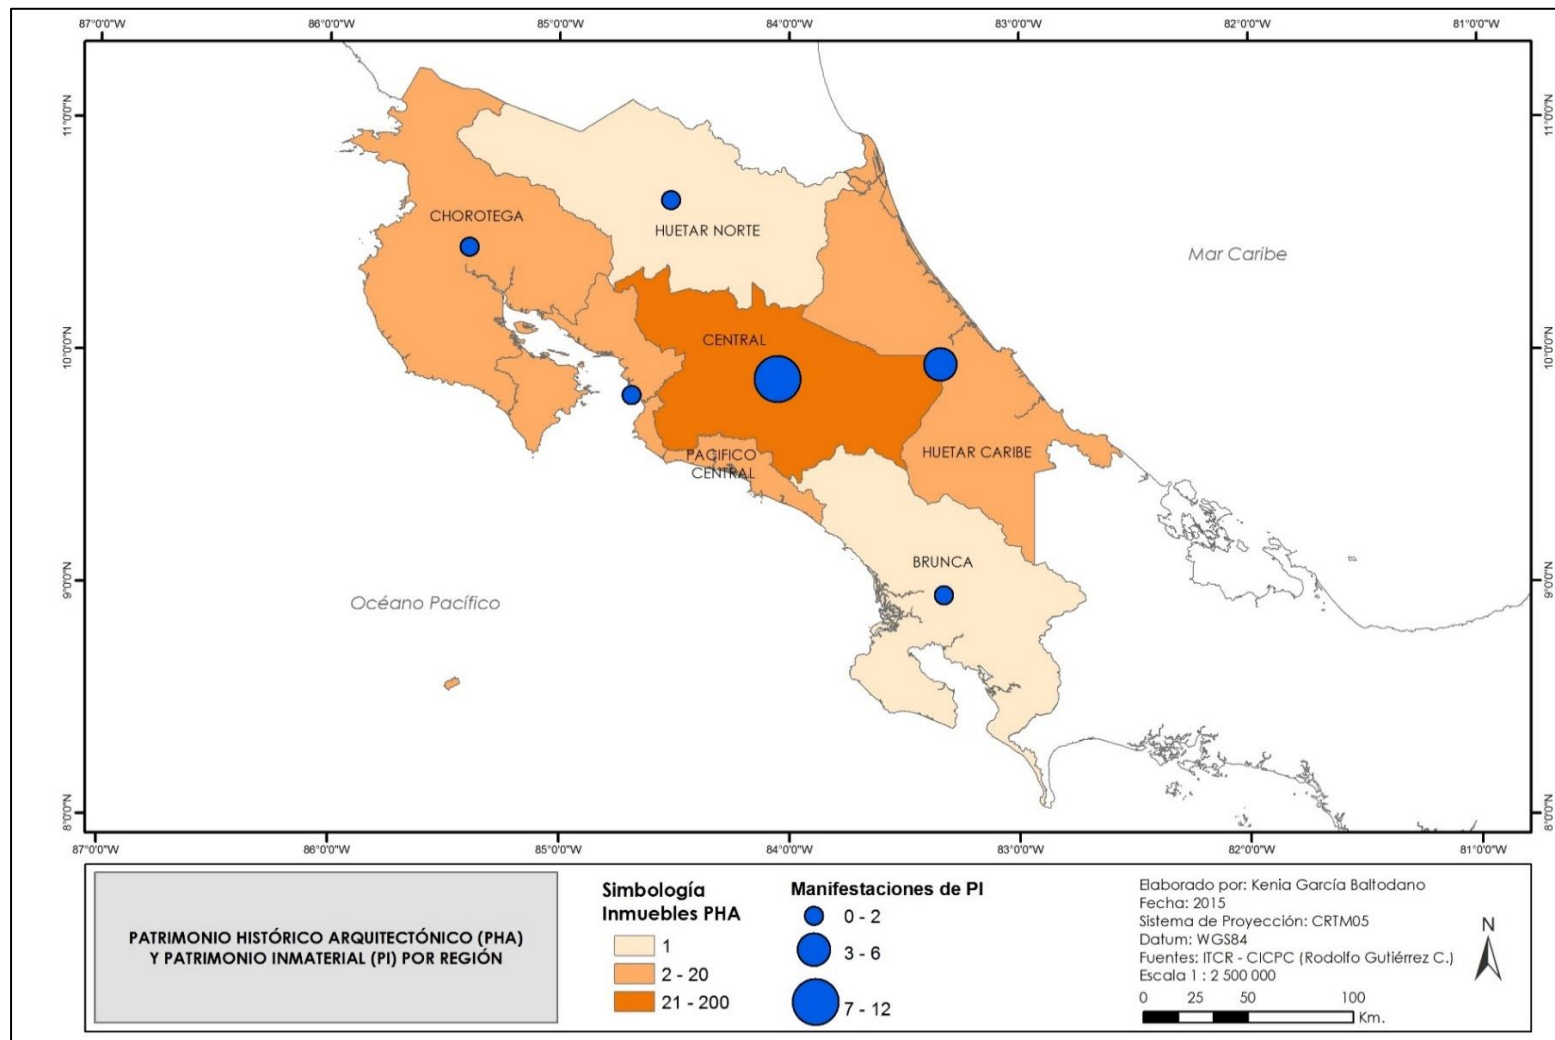 87°0'0"W 86°0'0"W 85°0'0"W 84°0'0"W 83°0'0"W 82°0'0"W 81°0'0"W
11°0'0"N 11°0'0"N
CHOROTEGA
HUETAR NORTE
Mar Caribe
10°0'0"N 10°0'0"N
CENTRAL
PACIFICO
CENTRAL
HUETAR CARIBE
BRUNCA
9°0'0"N 9°0'0"N
Océano Pacífico
8°0'0"N 8°0'0"N
87°0'0"W 86°0'0"W 85°0'0"W 84°0'0"W 83°0'0"W 82°0'0"W 81°0'0"W
PATRIMONIO HISTÓRICO ARQUITECTÓNICO (PHA)
Y PATRIMONIO INMATERIAL (PI) POR REGIÓN
Simbología
Inmuebles PHA
1
2 - 20
21 - 200
Manifestaciones de PI
0 - 2
3 - 6
7 - 12
Elaborado por: Kenia García Baltodano
Fecha: 2015
Sistema de Proyección: CRTM05
Datum: WGS84
Fuentes: ITCR - CICPC (Rodolfo Gutiérrez C.)
Escala 1 : 2 500 000
0 25 50 100
Km.
N